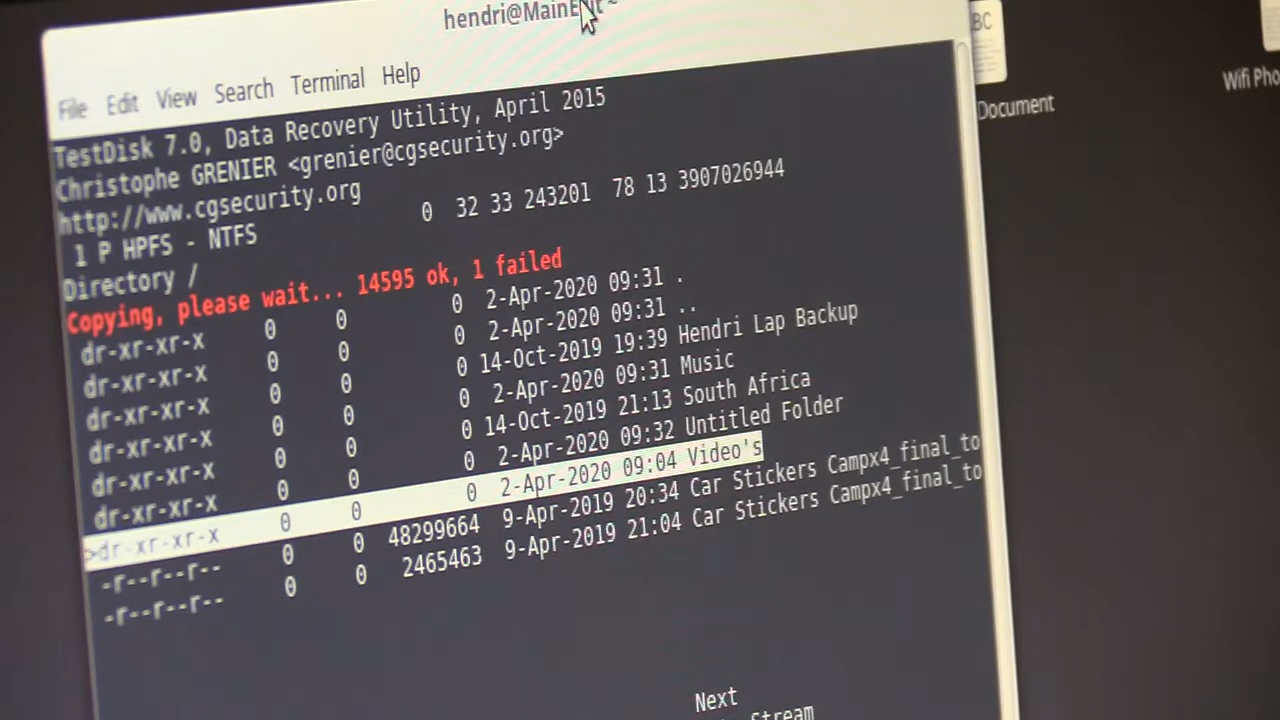 hendri@MainEdit ~
File Edit View Search Terminal Help
TestDisk 7.0, Data Recovery Utility, April 2015
Christophe GRENIER <grenier@cgsecurity.org>
http://www.cgsecurity.org
1 P HPFS - NTFS 0 32 33 243201 78 13 3907026944
Directory /
Copying, please wait... 14595 ok, 1 failed
dr-xr-xr-x 0 0 0 2-Apr-2020 09:31 .
dr-xr-xr-x 0 0 0 2-Apr-2020 09:31 ..
dr-xr-xr-x 0 0 0 14-Oct-2019 19:39 Hendri Lap Backup
dr-xr-xr-x 0 0 0 2-Apr-2020 09:31 Music
dr-xr-xr-x 0 0 0 14-Oct-2019 21:13 South Africa
dr-xr-xr-x 0 0 0 2-Apr-2020 09:32 Untitled Folder
>dr-xr-xr-x 0 0 0 2-Apr-2020 09:04 Video's
-r--r--r-- 0 0 48299664 9-Apr-2019 20:34 Car Stickers Campx4_final_to
-r--r--r-- 0 0 2465463 9-Apr-2019 21:04 Car Stickers Campx4_final_to
Next
Stream
BC
Document
Wifi Pho